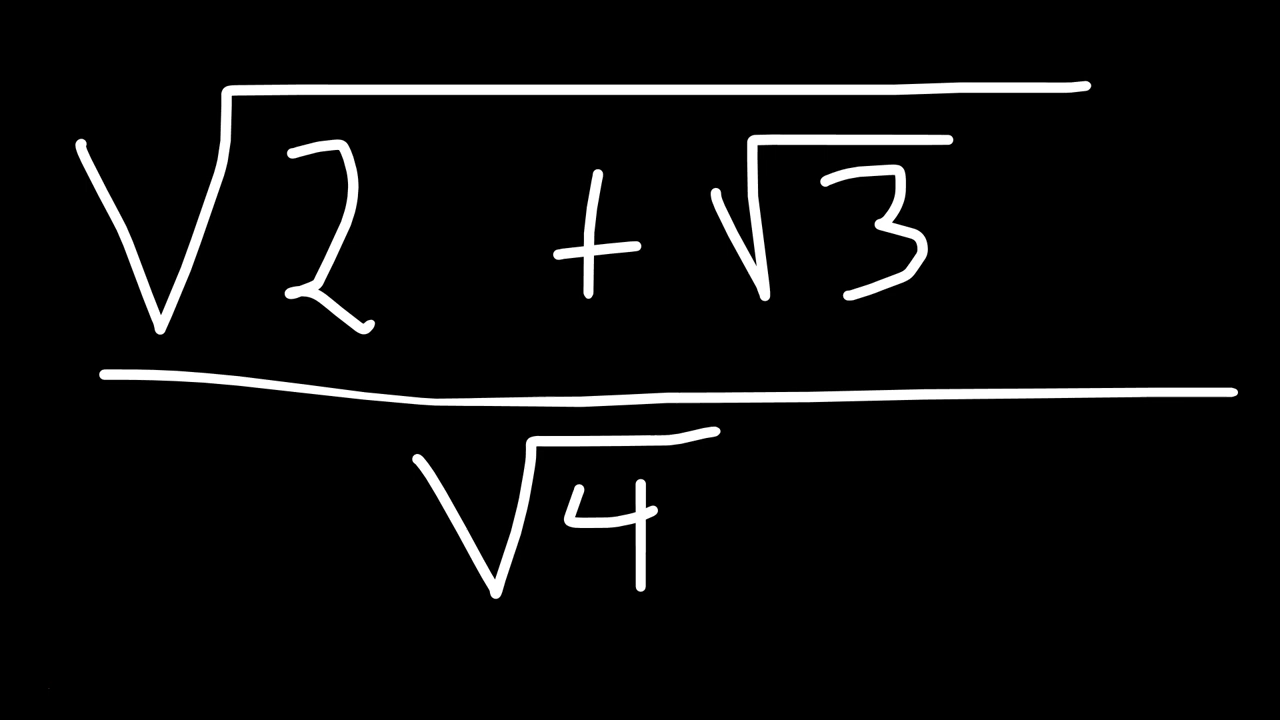 √(2 + √3)
√4